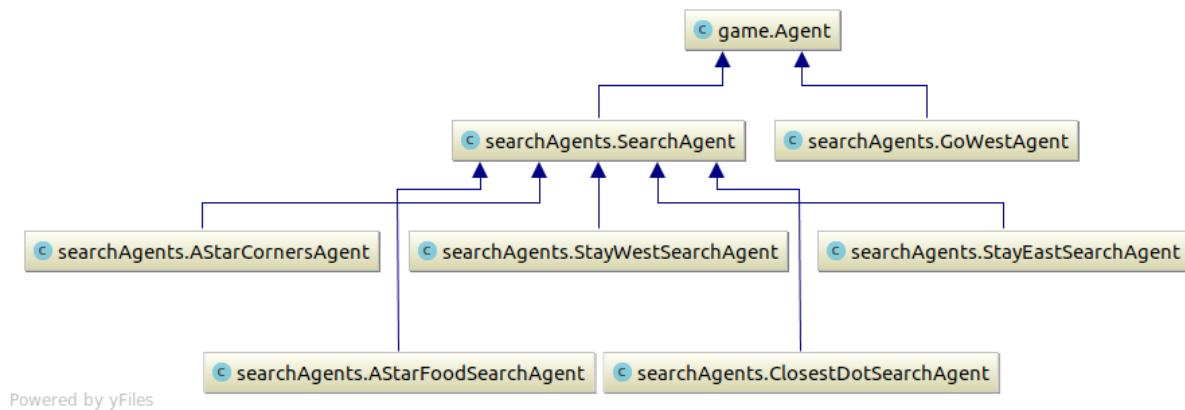 C game.Agent
C searchAgents.SearchAgent
C searchAgents.GoWestAgent
C searchAgents.AStarCornersAgent
C searchAgents.StayWestSearchAgent
C searchAgents.StayEastSearchAgent
C searchAgents.AStarFoodSearchAgent
C searchAgents.ClosestDotSearchAgent
Powered by yFiles